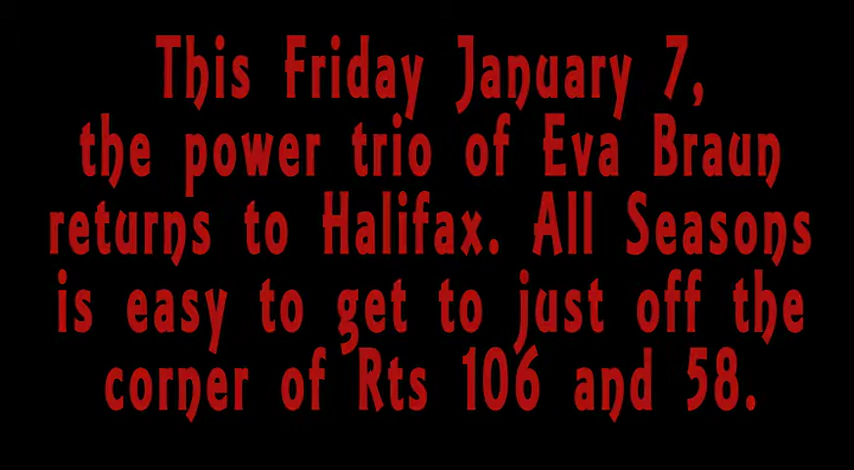 This Friday January 7,
the power trio of Eva Braun
returns to Halifax. All Seasons
is easy to get to just off the
corner of Rts 106 and 58.